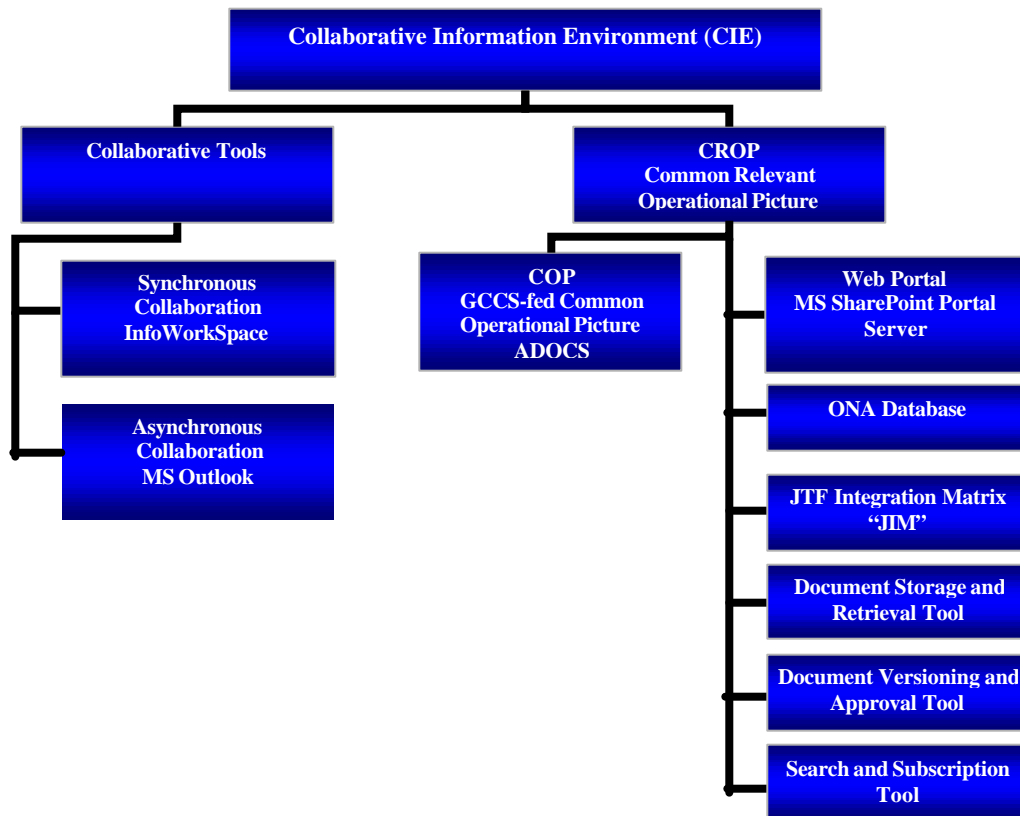 Collaborative Information Environment (CIE)
Collaborative Tools
CROP
Common Relevant
Operational Picture
Synchronous
Collaboration
InfoWorkSpace
Asynchronous
Collaboration
MS Outlook
COP
GCCS-fed Common
Operational Picture
ADOCS
Web Portal
MS SharePoint Portal
Server
ONA Database
JTF Integration Matrix
“JIM”
Document Storage and
Retrieval Tool
Document Versioning and
Approval Tool
Search and Subscription
Tool